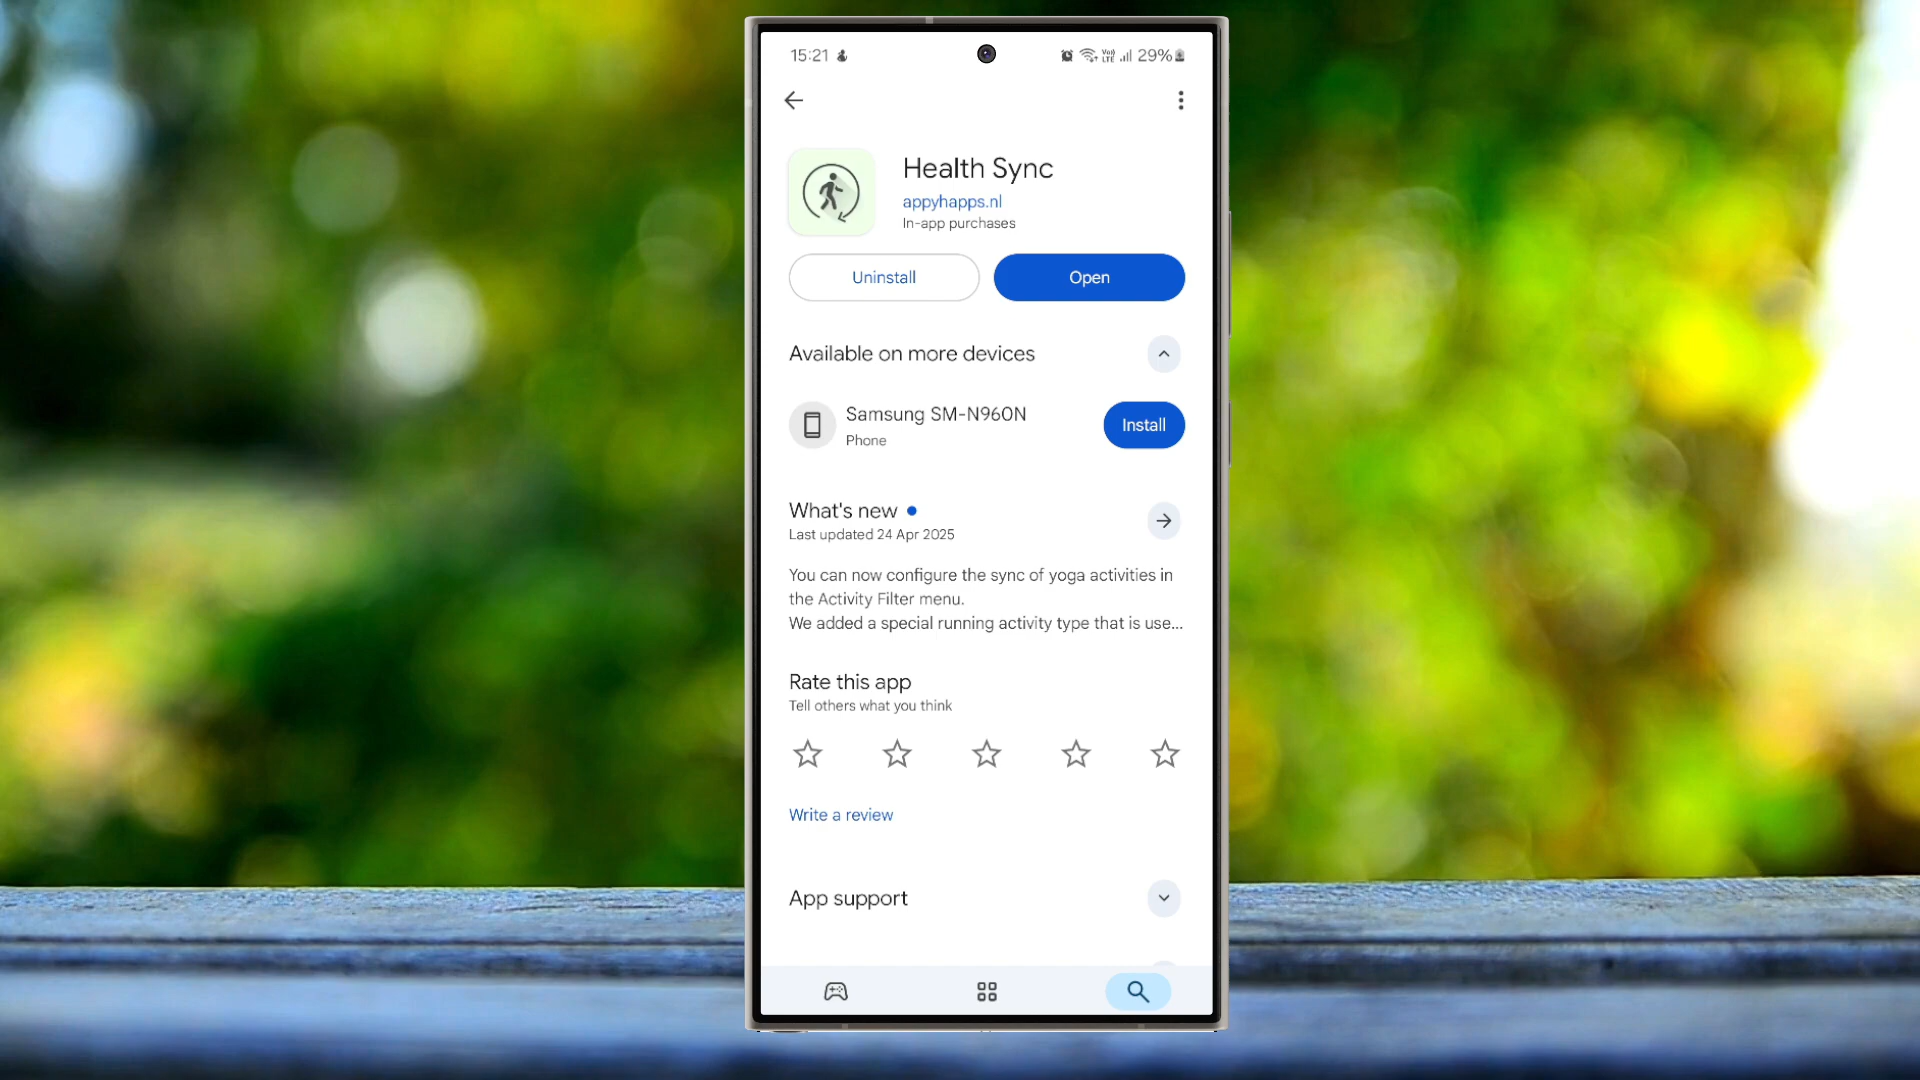 15:21
Vo))
LTE
29%
Health Sync
appyhapps.nl
In-app purchases
Uninstall
Open
Available on more devices
Samsung SM-N960N
Phone
Install
What's new
Last updated 24 Apr 2025
You can now configure the sync of yoga activities in
the Activity Filter menu.
We added a special running activity type that is use...
Rate this app
Tell others what you think
Write a review
App support